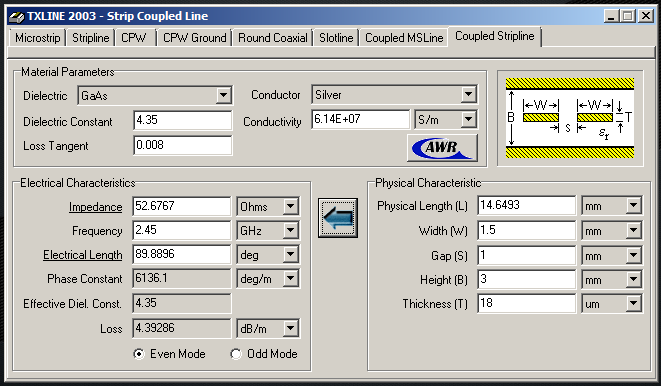 TXLINE 2003 - Strip Coupled Line
Microstrip Stripline CPW CPW Ground Round Coaxial Slotline Coupled MSLine Coupled Stripline
Material Parameters
Dielectric GaAs Conductor Silver
Dielectric Constant 4.35 Conductivity 6.14E+07 S/m
Loss Tangent 0.008
AWR
W W
B T
S εr
Electrical Characteristics
Impedance 52.6767 Ohms
Frequency 2.45 GHz
Electrical Length 89.8896 deg
Phase Constant 6136.1 deg/m
Effective Diel. Const. 4.35
Loss 4.39286 dB/m
Even Mode Odd Mode
Physical Characteristic
Physical Length (L) 14.6493 mm
Width (W) 1.5 mm
Gap (S) 1 mm
Height (B) 3 mm
Thickness (T) 18 um